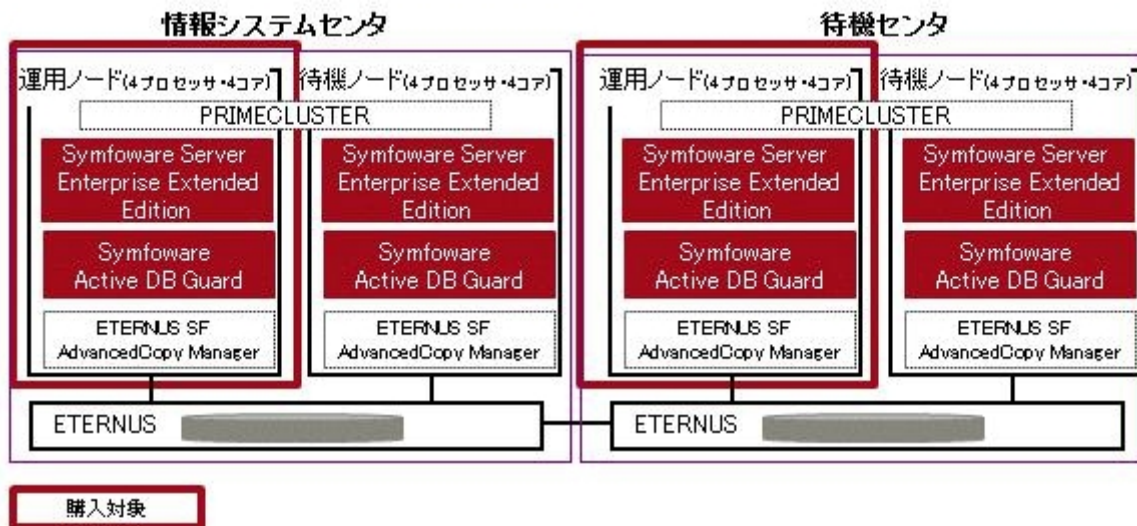 情報システムセンタ
待機センタ
運用ノード(4プロセッサ・4コア)
待機ノード(4プロセッサ・4コア)
運用ノード(4プロセッサ・4コア)
待機ノード(4プロセッサ・4コア)
PRIMECLUSTER
PRIMECLUSTER
Symfoware Server
Enterprise Extended
Edition
Symfoware Server
Enterprise Extended
Edition
Symfoware Server
Enterprise Extended
Edition
Symfoware Server
Enterprise Extended
Edition
Symfoware
Active DB Guard
Symfoware
Active DB Guard
Symfoware
Active DB Guard
Symfoware
Active DB Guard
ETERNUS SF
AdvancedCopy Manager
ETERNUS SF
AdvancedCopy Manager
ETERNUS SF
AdvancedCopy Manager
ETERNUS SF
AdvancedCopy Manager
ETERNUS
ETERNUS
購入対象